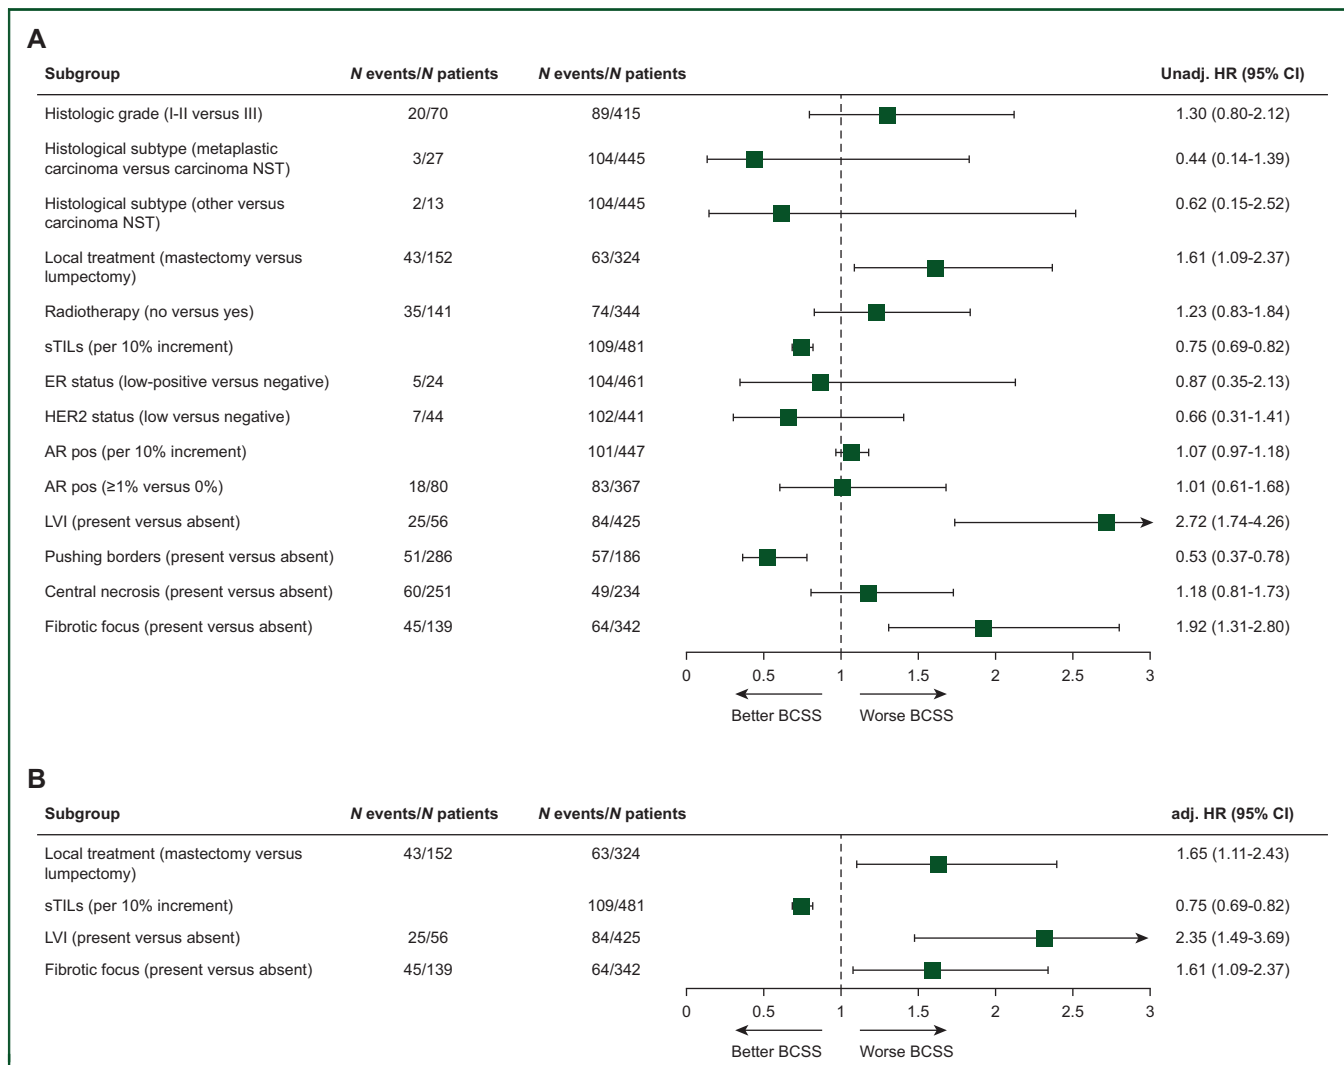 A
Subgroup N events/N patients N events/N patients Unadj. HR (95% CI)
Histologic grade (I-II versus III) 20/70 89/415 1.30 (0.80-2.12)
Histological subtype (metaplastic
carcinoma versus carcinoma NST) 3/27 104/445 0.44 (0.14-1.39)
Histological subtype (other versus
carcinoma NST) 2/13 104/445 0.62 (0.15-2.52)
Local treatment (mastectomy versus
lumpectomy) 43/152 63/324 1.61 (1.09-2.37)
Radiotherapy (no versus yes) 35/141 74/344 1.23 (0.83-1.84)
sTILs (per 10% increment) 109/481 0.75 (0.69-0.82)
ER status (low-positive versus negative) 5/24 104/461 0.87 (0.35-2.13)
HER2 status (low versus negative) 7/44 102/441 0.66 (0.31-1.41)
AR pos (per 10% increment) 101/447 1.07 (0.97-1.18)
AR pos (≥1% versus 0%) 18/80 83/367 1.01 (0.61-1.68)
LVI (present versus absent) 25/56 84/425 2.72 (1.74-4.26)
Pushing borders (present versus absent) 51/286 57/186 0.53 (0.37-0.78)
Central necrosis (present versus absent) 60/251 49/234 1.18 (0.81-1.73)
Fibrotic focus (present versus absent) 45/139 64/342 1.92 (1.31-2.80)
0 0.5 1 1.5 2 2.5 3
Better BCSS Worse BCSS
B
Subgroup N events/N patients N events/N patients adj. HR (95% CI)
Local treatment (mastectomy versus
lumpectomy) 43/152 63/324 1.65 (1.11-2.43)
sTILs (per 10% increment) 109/481 0.75 (0.69-0.82)
LVI (present versus absent) 25/56 84/425 2.35 (1.49-3.69)
Fibrotic focus (present versus absent) 45/139 64/342 1.61 (1.09-2.37)
0 0.5 1 1.5 2 2.5 3
Better BCSS Worse BCSS